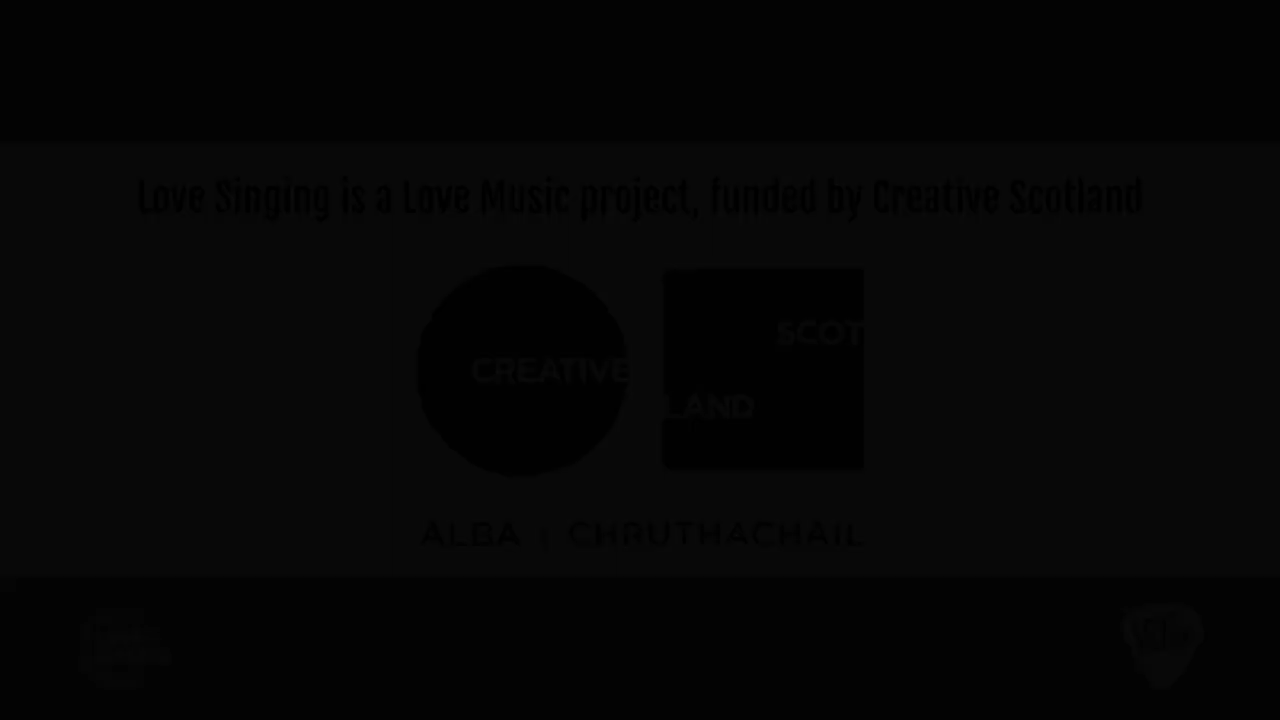 Love Singing is a Love Music project, funded by Creative Scotland
CREATIVE
SCOT
LAND
ALBA | CHRUTHACHAIL